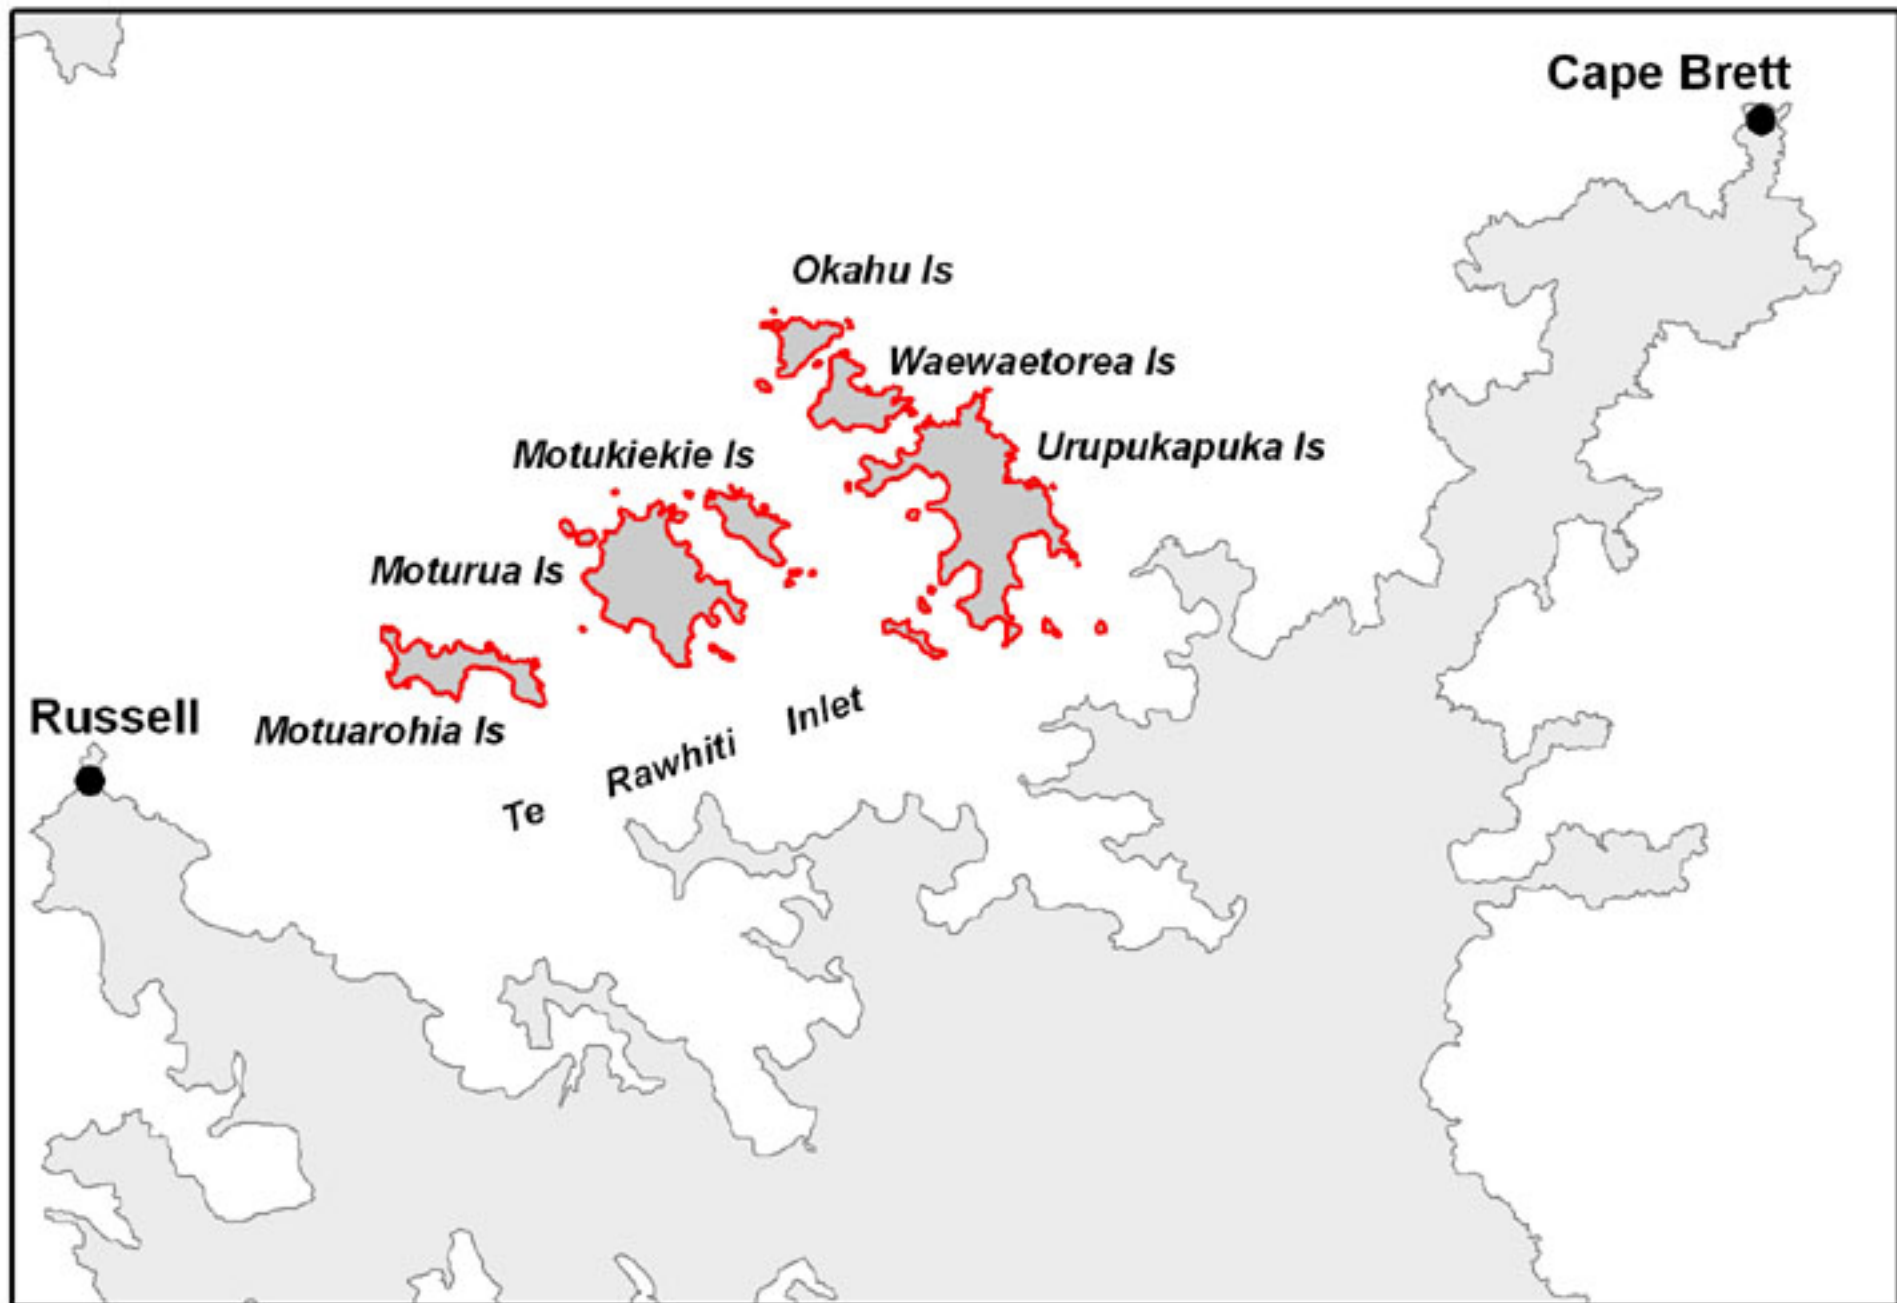 Cape Brett
Okahu Is
Waewaetorea Is
Urupukapuka Is
Motukiekie Is
Moturua Is
Motuarohia Is
Russell
Te Rawhiti Inlet